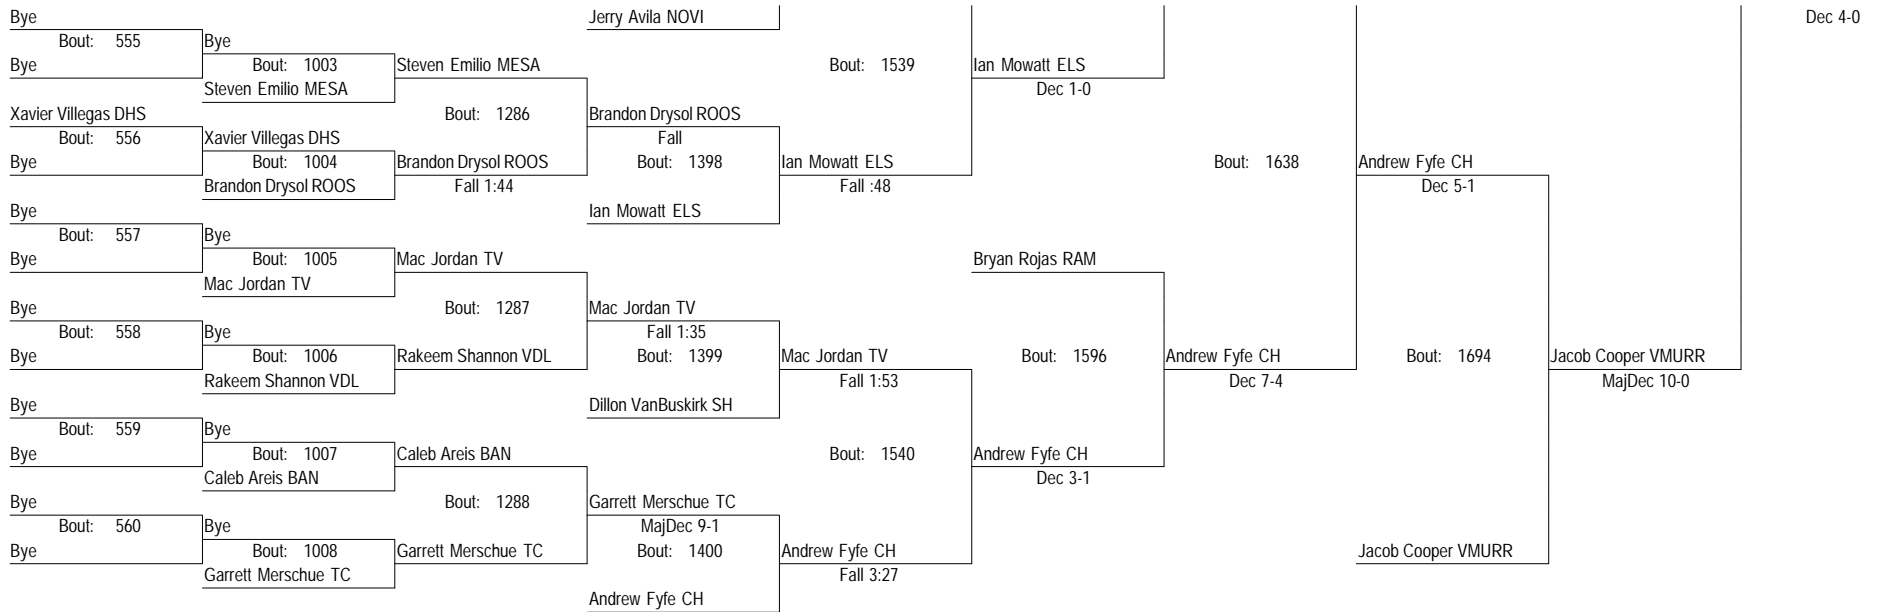 Bye Jerry Avila NOVI Dec 4-0
Bout: 555 Bye
Bye Bout: 1003 Steven Emilio MESA Bout: 1539 Ian Mowatt ELS
Steven Emilio MESA Dec 1-0
Xavier Villegas DHS Bout: 1286 Brandon Drysol ROOS
Bout: 556 Xavier Villegas DHS Fall
Bye Bout: 1004 Brandon Drysol ROOS Bout: 1398 Ian Mowatt ELS Bout: 1638 Andrew Fyfe CH
Brandon Drysol ROOS Fall 1:44 Fall :48 Dec 5-1
Bye Ian Mowatt ELS
Bout: 557 Bye
Bye Bout: 1005 Mac Jordan TV Bryan Rojas RAM
Mac Jordan TV
Bye Bout: 1287 Mac Jordan TV
Bout: 558 Bye Fall 1:35
Bye Bout: 1006 Rakeem Shannon VDL Bout: 1399 Mac Jordan TV Bout: 1596 Andrew Fyfe CH Bout: 1694 Jacob Cooper VMURR
Rakeem Shannon VDL Fall 1:53 Dec 7-4 MajDec 10-0
Bye Dillon VanBuskirk SH
Bout: 559 Bye
Bye Bout: 1007 Caleb Areis BAN Bout: 1540 Andrew Fyfe CH
Caleb Areis BAN Dec 3-1
Bye Bout: 1288 Garrett Merschue TC
Bout: 560 Bye MajDec 9-1
Bye Bout: 1008 Garrett Merschue TC Bout: 1400 Andrew Fyfe CH Jacob Cooper VMURR
Garrett Merschue TC Fall 3:27
Andrew Fyfe CH